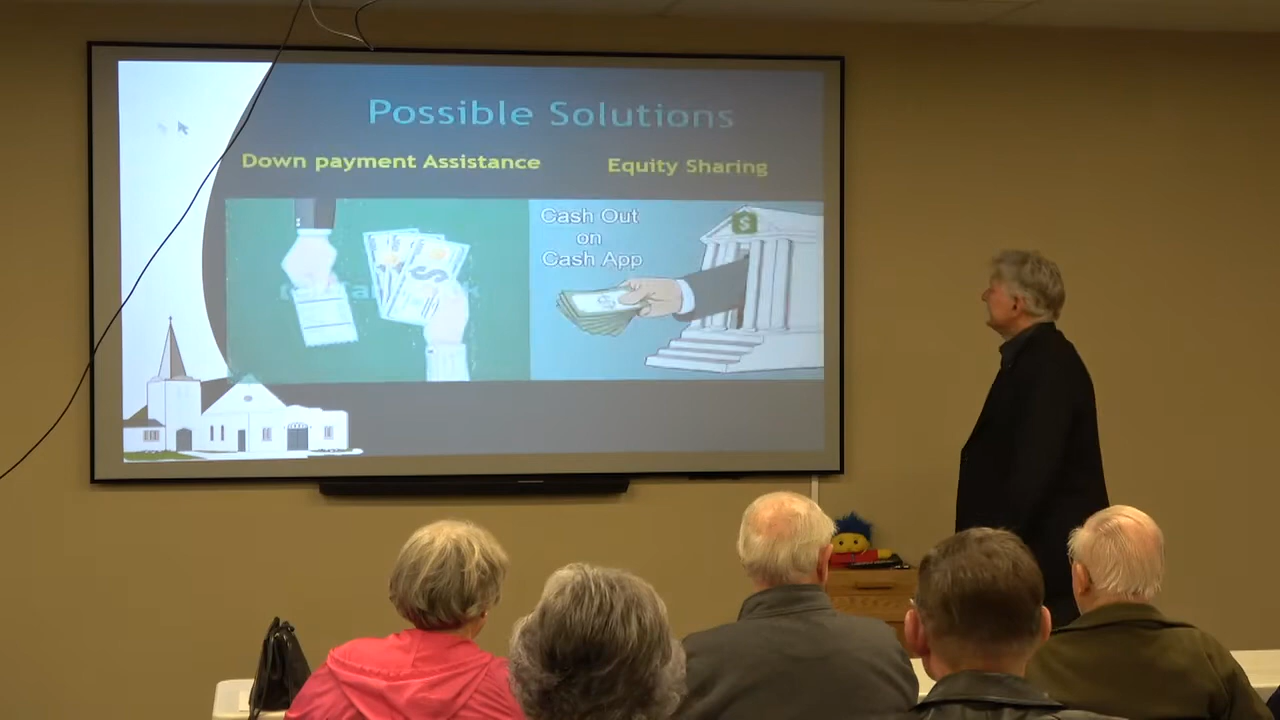 Possible Solutions
Down payment Assistance
Equity Sharing
Cash Out
on
Cash App
$